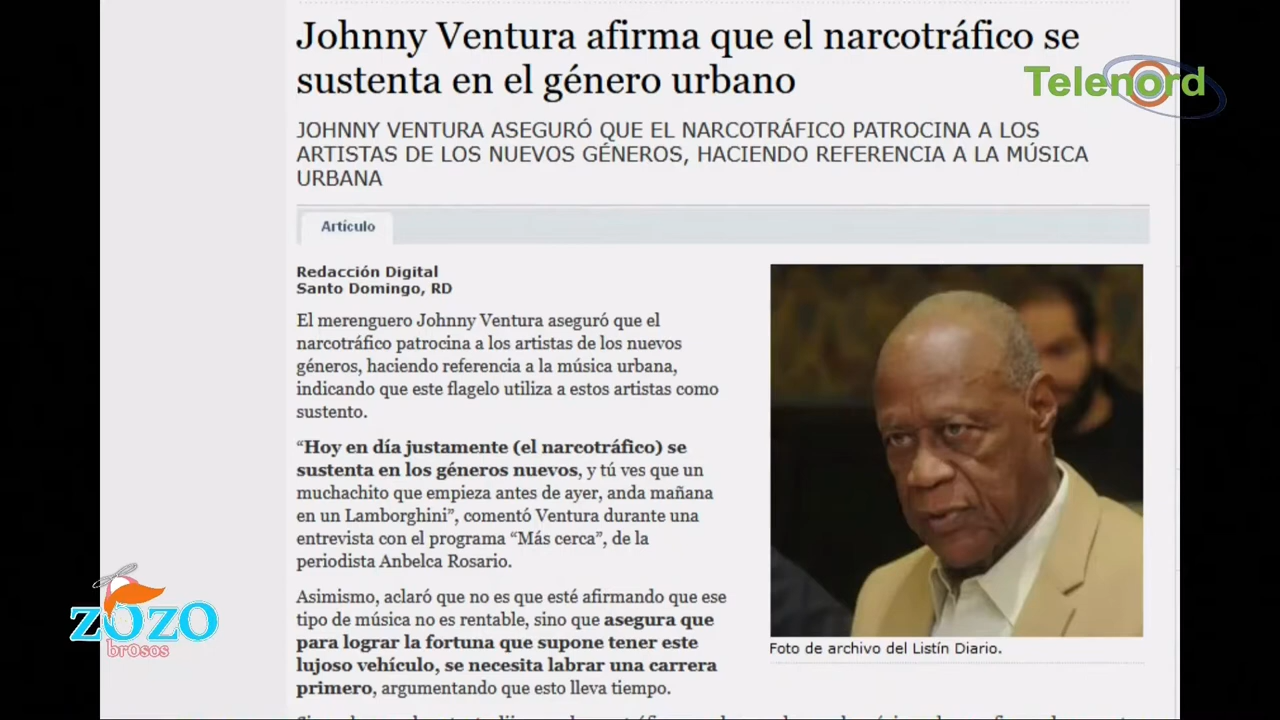 Johnny Ventura afirma que el narcotráfico se
sustenta en el género urbano
Telenord
JOHNNY VENTURA ASEGURÓ QUE EL NARCOTRÁFICO PATROCINA A LOS
ARTISTAS DE LOS NUEVOS GÉNEROS, HACIENDO REFERENCIA A LA MÚSICA
URBANA
Artículo
Redacción Digital
Santo Domingo, RD
El merenguero Johnny Ventura aseguró que el
narcotráfico patrocina a los artistas de los nuevos
géneros, haciendo referencia a la música urbana,
indicando que este flagelo utiliza a estos artistas como
sustento.
“Hoy en día justamente (el narcotráfico) se
sustenta en los géneros nuevos, y tú ves que un
muchachito que empieza antes de ayer, anda mañana
en un Lamborghini”, comentó Ventura durante una
entrevista con el programa “Más cerca”, de la
periodista Anbelca Rosario.
Asimismo, aclaró que no es que esté afirmando que ese
tipo de música no es rentable, sino que asegura que
para lograr la fortuna que supone tener este
lujoso vehículo, se necesita labrar una carrera
primero, argumentando que esto lleva tiempo.
Foto de archivo del Listín Diario.
ZOZO
brOsos